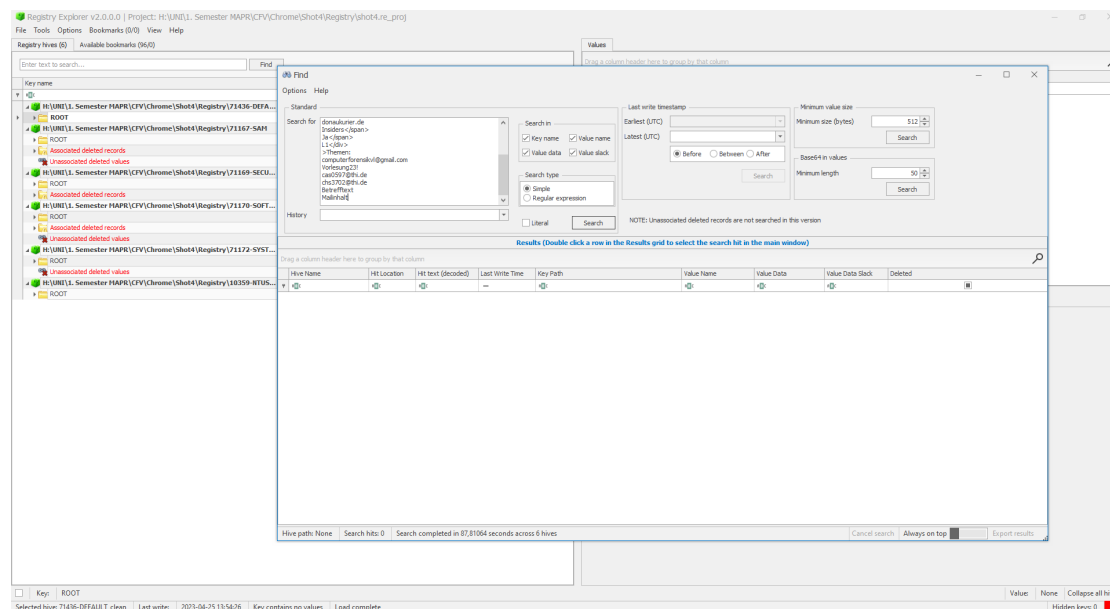 Registry Explorer v2.0.0.0 | Project: H:\UNI\1. Semester MAPR\CFV\Chrome\Shot4\Registry\shot4.re_proj
File Tools Options Bookmarks (0/0) View Help
Registry hives (6) Available bookmarks (96/0)
Values
Enter text to search... Find
Drag a column header here to group by that column
Key name
H:\UNI\1. Semester MAPR\CFV\Chrome\Shot4\Registry\71436-DEFA...
ROOT
H:\UNI\1. Semester MAPR\CFV\Chrome\Shot4\Registry\71167-SAM
ROOT
Associated deleted records
Unassociated deleted values
H:\UNI\1. Semester MAPR\CFV\Chrome\Shot4\Registry\71169-SECU...
ROOT
Associated deleted records
H:\UNI\1. Semester MAPR\CFV\Chrome\Shot4\Registry\71170-SOFT...
ROOT
Associated deleted records
Unassociated deleted values
H:\UNI\1. Semester MAPR\CFV\Chrome\Shot4\Registry\71172-SYST...
ROOT
Unassociated deleted values
H:\UNI\1. Semester MAPR\CFV\Chrome\Shot4\Registry\10359-NTUS...
ROOT
Find
Options Help
Standard
Search for
donaukurier.de
Insiders</span>
Ja</span>
L1</div>
>Themen:
computerforensikvl@gmail.com
Vorlesung23!
cas0597@thi.de
chs3702@thi.de
Betrefftext
Mailinhalt
History
Search in
Key name Value name
Value data Value slack
Search type
Simple
Regular expression
Literal Search
Last write timestamp
Earliest (UTC)
Latest (UTC)
Before Between After
Search
Minimum value size
Minimum size (bytes) 512
Search
Base64 in values
Minimum length 50
Search
NOTE: Unassociated deleted records are not searched in this version
Results (Double click a row in the Results grid to select the search hit in the main window)
Drag a column header here to group by that column
Hive Name Hit Location Hit text (decoded) Last Write Time Key Path Value Name Value Data Value Data Slack Deleted
Hive path: None Search hits: 0 Search completed in 87,81064 seconds across 6 hives Cancel search Always on top Export results
Key: ROOT Value: None Collapse all hi
Selected hive: 71436-DEFAULT_clean Last write: 2023-04-25 13:54:26 Key contains no values Load complete Hidden keys: 0